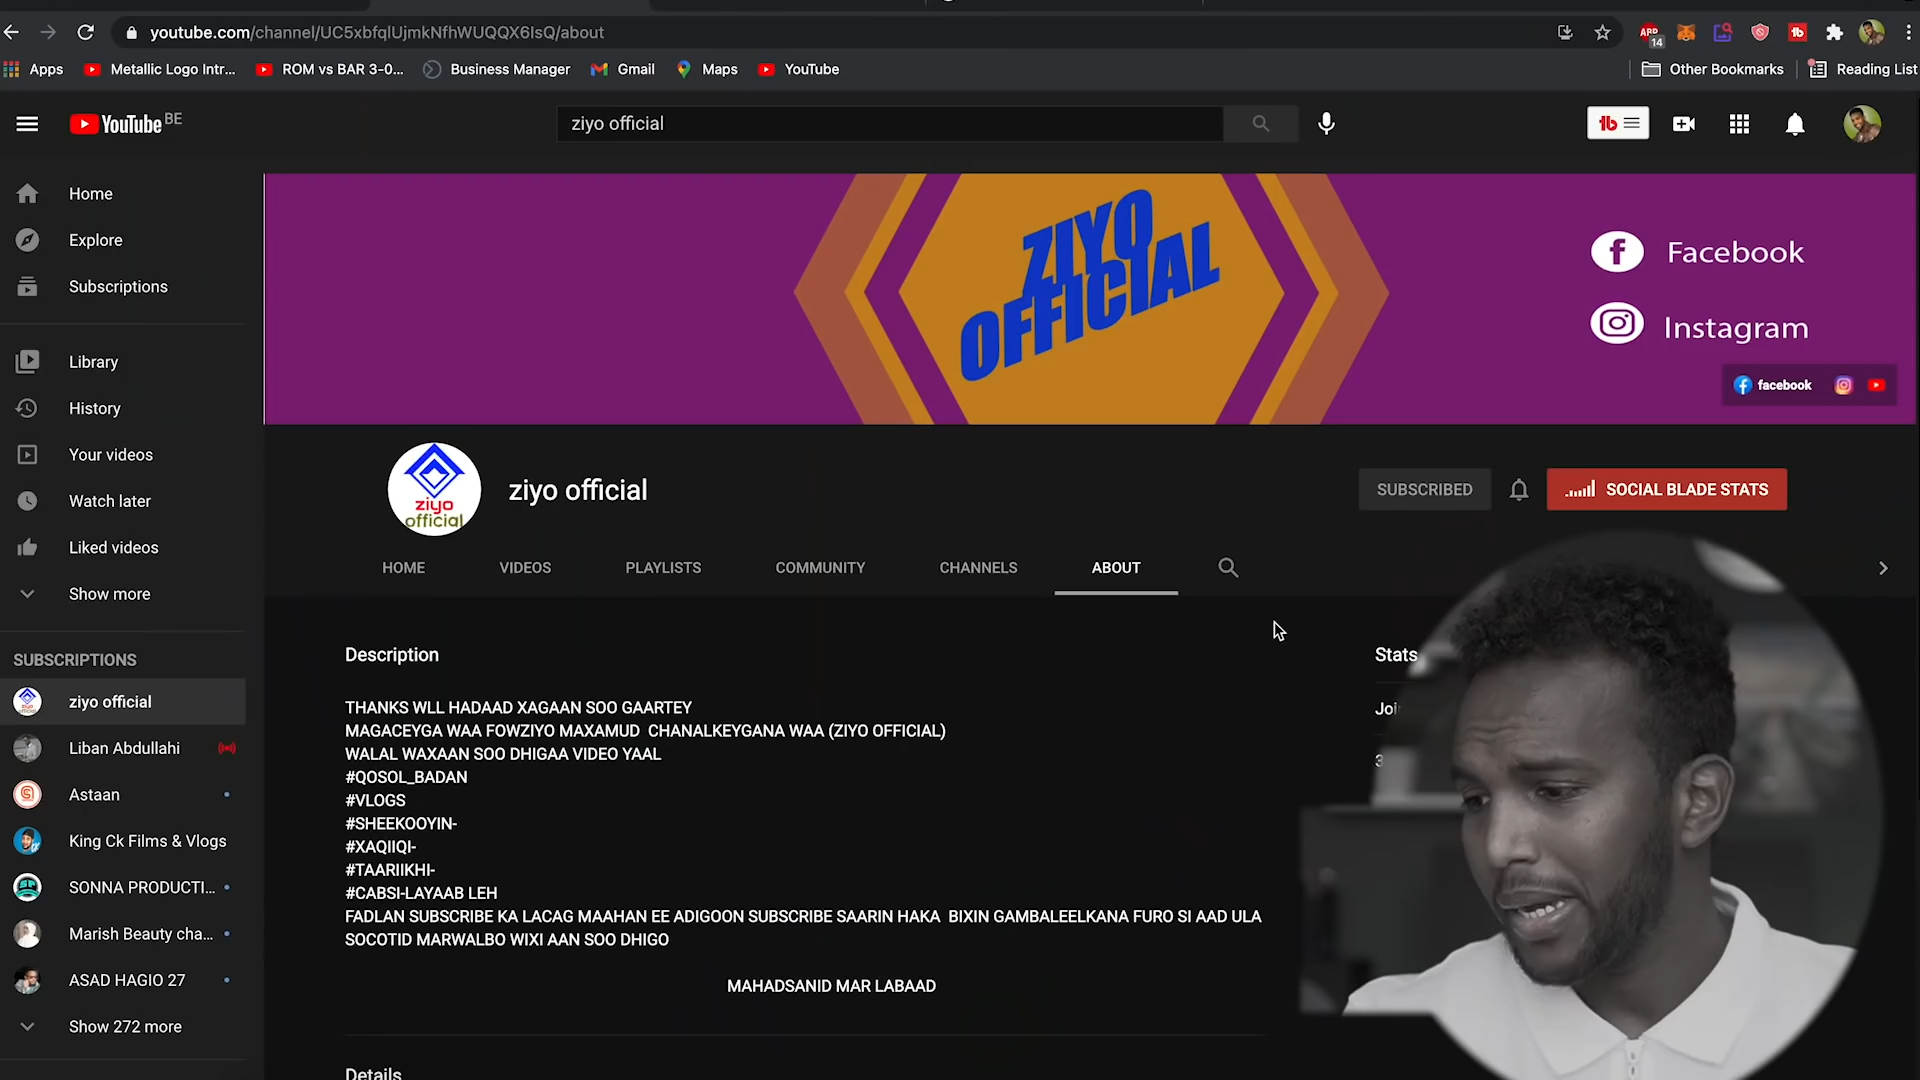 youtube.com/channel/UC5xbfqlUjmkNfhWUQQX6lsQ/about
ABP
14
tb
Apps
Metallic Logo Intr...
ROM vs BAR 3-0...
Business Manager
Gmail
Maps
YouTube
Other Bookmarks
Reading List
YouTube BE
ziyo official
tb
Home
Explore
Subscriptions
Library
History
Your videos
Watch later
Liked videos
Show more
SUBSCRIPTIONS
ziyo official
Liban Abdullahi
Astaan
King Ck Films & Vlogs
SONNA PRODUCTI...
Marish Beauty cha...
ASAD HAGIO 27
Show 272 more
ZIYO
OFFICIAL
Facebook
Instagram
facebook
ziyo
official
ziyo official
SUBSCRIBED
SOCIAL BLADE STATS
HOME
VIDEOS
PLAYLISTS
COMMUNITY
CHANNELS
ABOUT
Description
THANKS WLL HADAAD XAGAAN SOO GAARTEY
MAGACEYGA WAA FOWZIYO MAXAMUD CHANALKEYGANA WAA (ZIYO OFFICIAL)
WALAL WAXAAN SOO DHIGAA VIDEO YAAL
#QOSOL_BADAN
#VLOGS
#SHEEKOOYIN-
#XAQIIQI-
#TAARIIKHI-
#CABSI-LAYAAB LEH
FADLAN SUBSCRIBE KA LACAG MAAHAN EE ADIGOON SUBSCRIBE SAARIN HAKA BIXIN GAMBALEELKANA FURO SI AAD ULA
SOCOTID MARWALBO WIXI AAN SOO DHIGO
MAHADSANID MAR LABAAD
Details
Stats
Joi
3